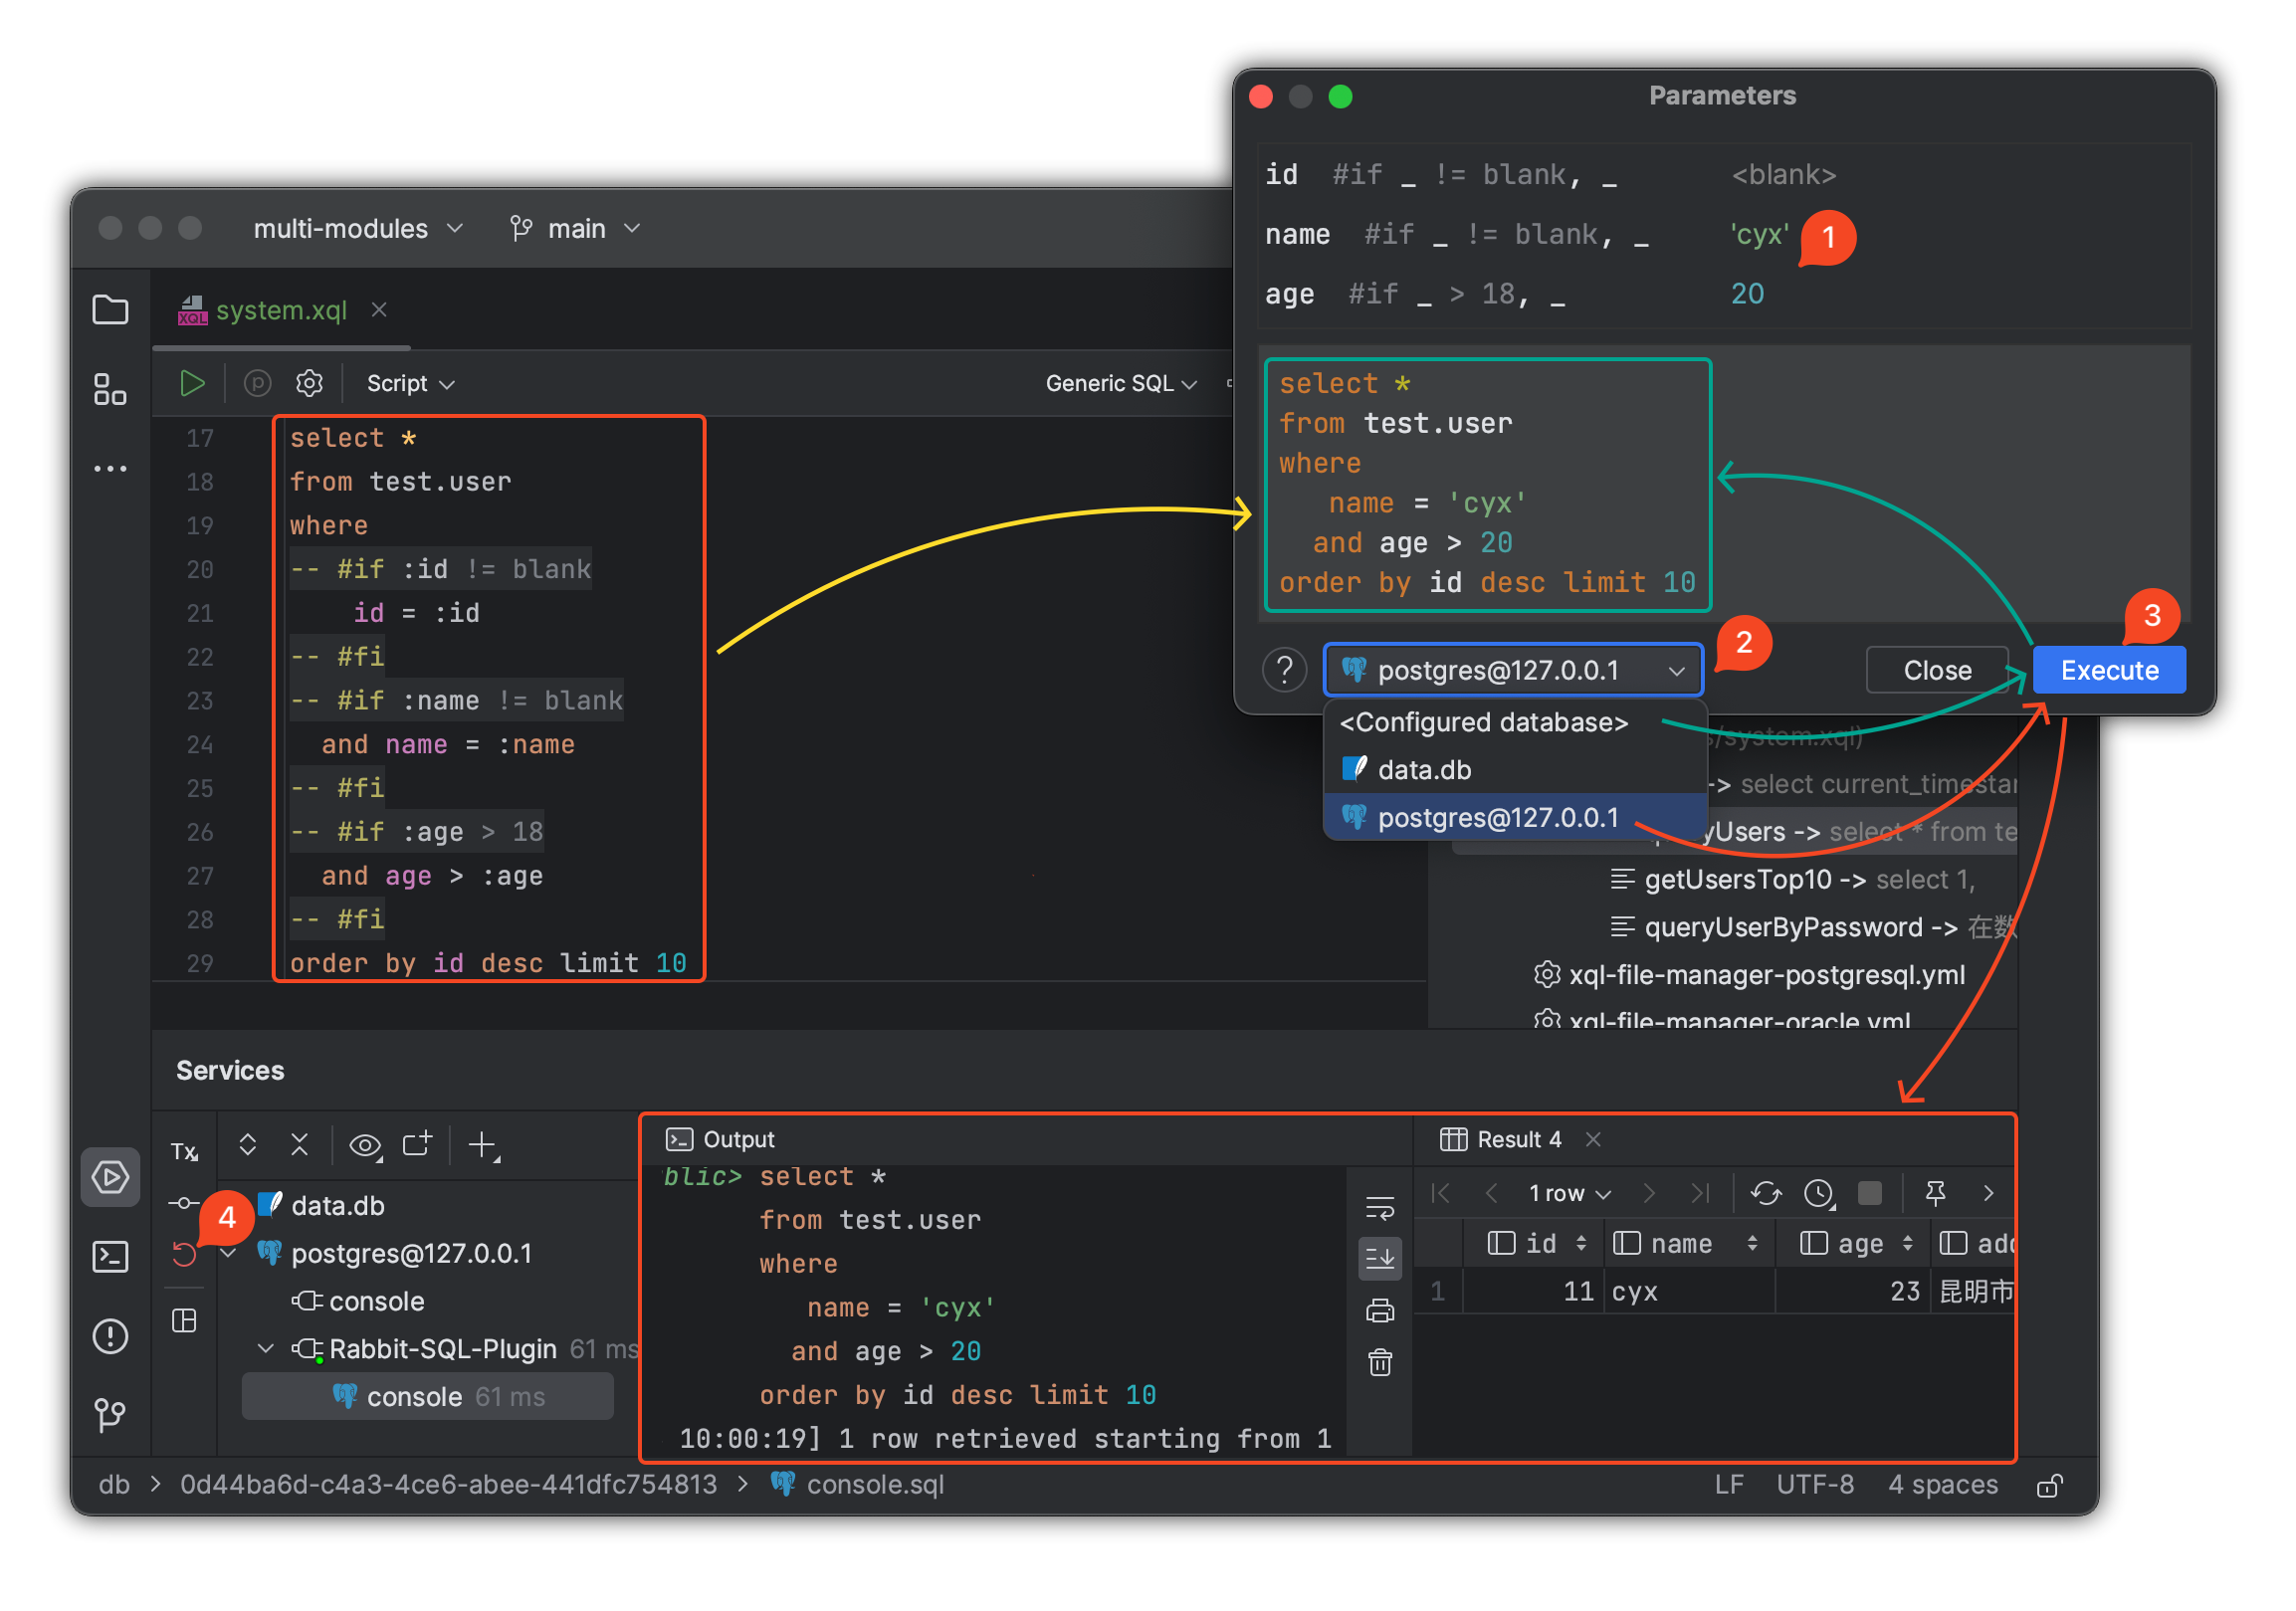 Parameters
id #if _ != blank, _ <blank>
name #if _ != blank, _ 'cyx'
1
age #if _ > 18, _ 20
select *
from test.user
where
name = 'cyx'
and age > 20
order by id desc limit 10
2
3
? postgres@127.0.0.1
Close
Execute
<Configured database>
data.db
postgres@127.0.0.1
multi-modules
main
XQL system.xql
P
Script
Generic SQL
17 select *
18 from test.user
19 where
20 -- #if :id != blank
21 id = :id
22 -- #fi
23 -- #if :name != blank
24 and name = :name
25 -- #fi
26 -- #if :age > 18
27 and age > :age
28 -- #fi
29 order by id desc limit 10
s/system.xql)
-> select current_timestar
yUsers -> select * from te
getUsersTop10 -> select 1,
queryUserByPassword -> 在数
xql-file-manager-postgresql.yml
xql-file-manager-oracle.yml
Services
Tx
4
data.db
postgres@127.0.0.1
console
Rabbit-SQL-Plugin 61 ms
console 61 ms
Output
blic> select *
from test.user
where
name = 'cyx'
and age > 20
order by id desc limit 10
10:00:19] 1 row retrieved starting from 1
Result 4
1 row
id name age add
1 11 cyx 23 昆明市
db > 0d44ba6d-c4a3-4ce6-abee-441dfc754813 > console.sql
LF UTF-8 4 spaces